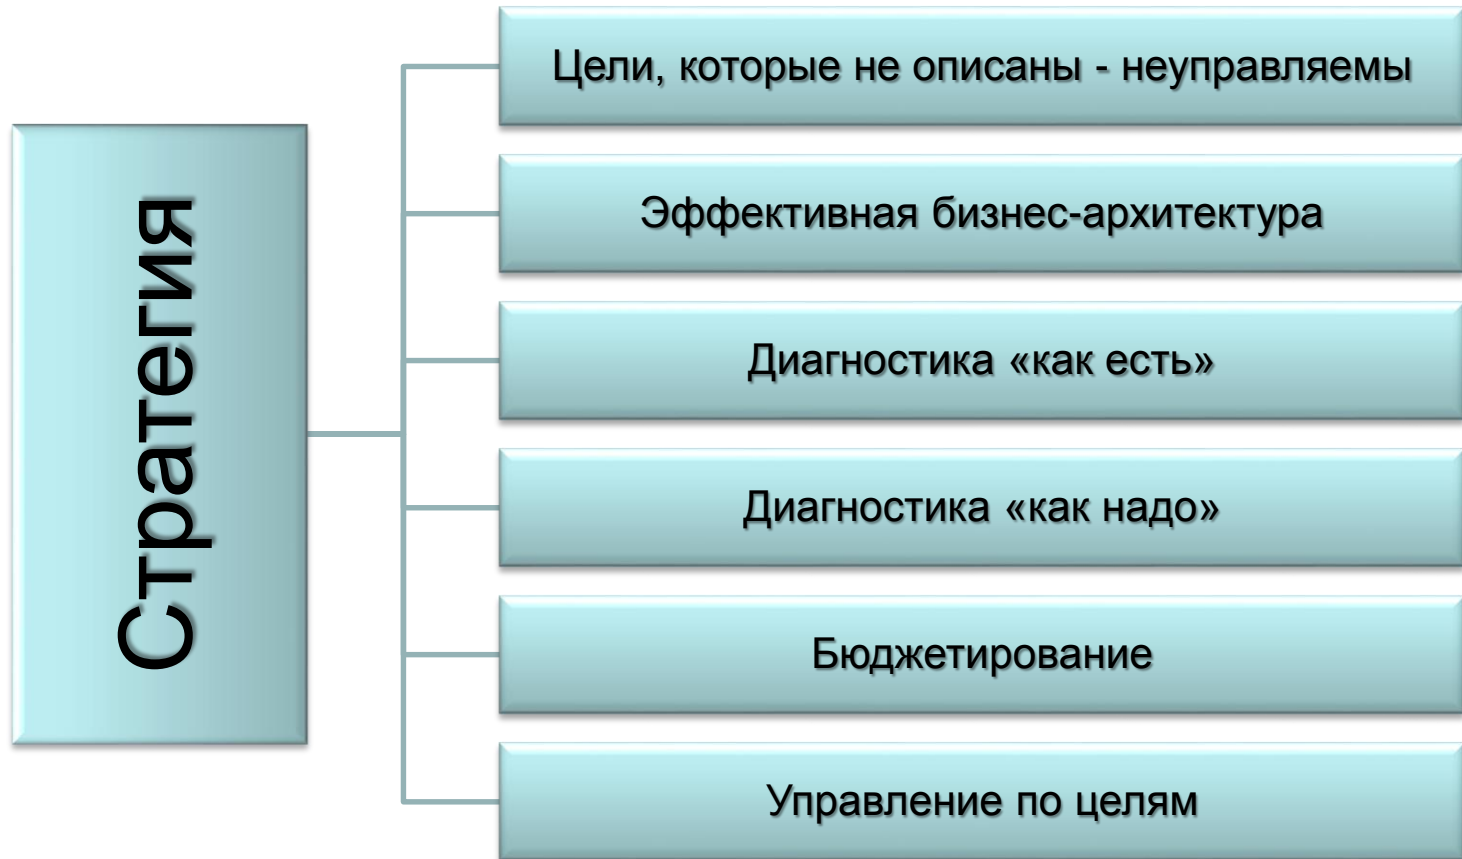 Стратегия
Цели, которые не описаны - неуправляемы
Эффективная бизнес-архитектура
Диагностика «как есть»
Диагностика «как надо»
Бюджетирование
Управление по целям